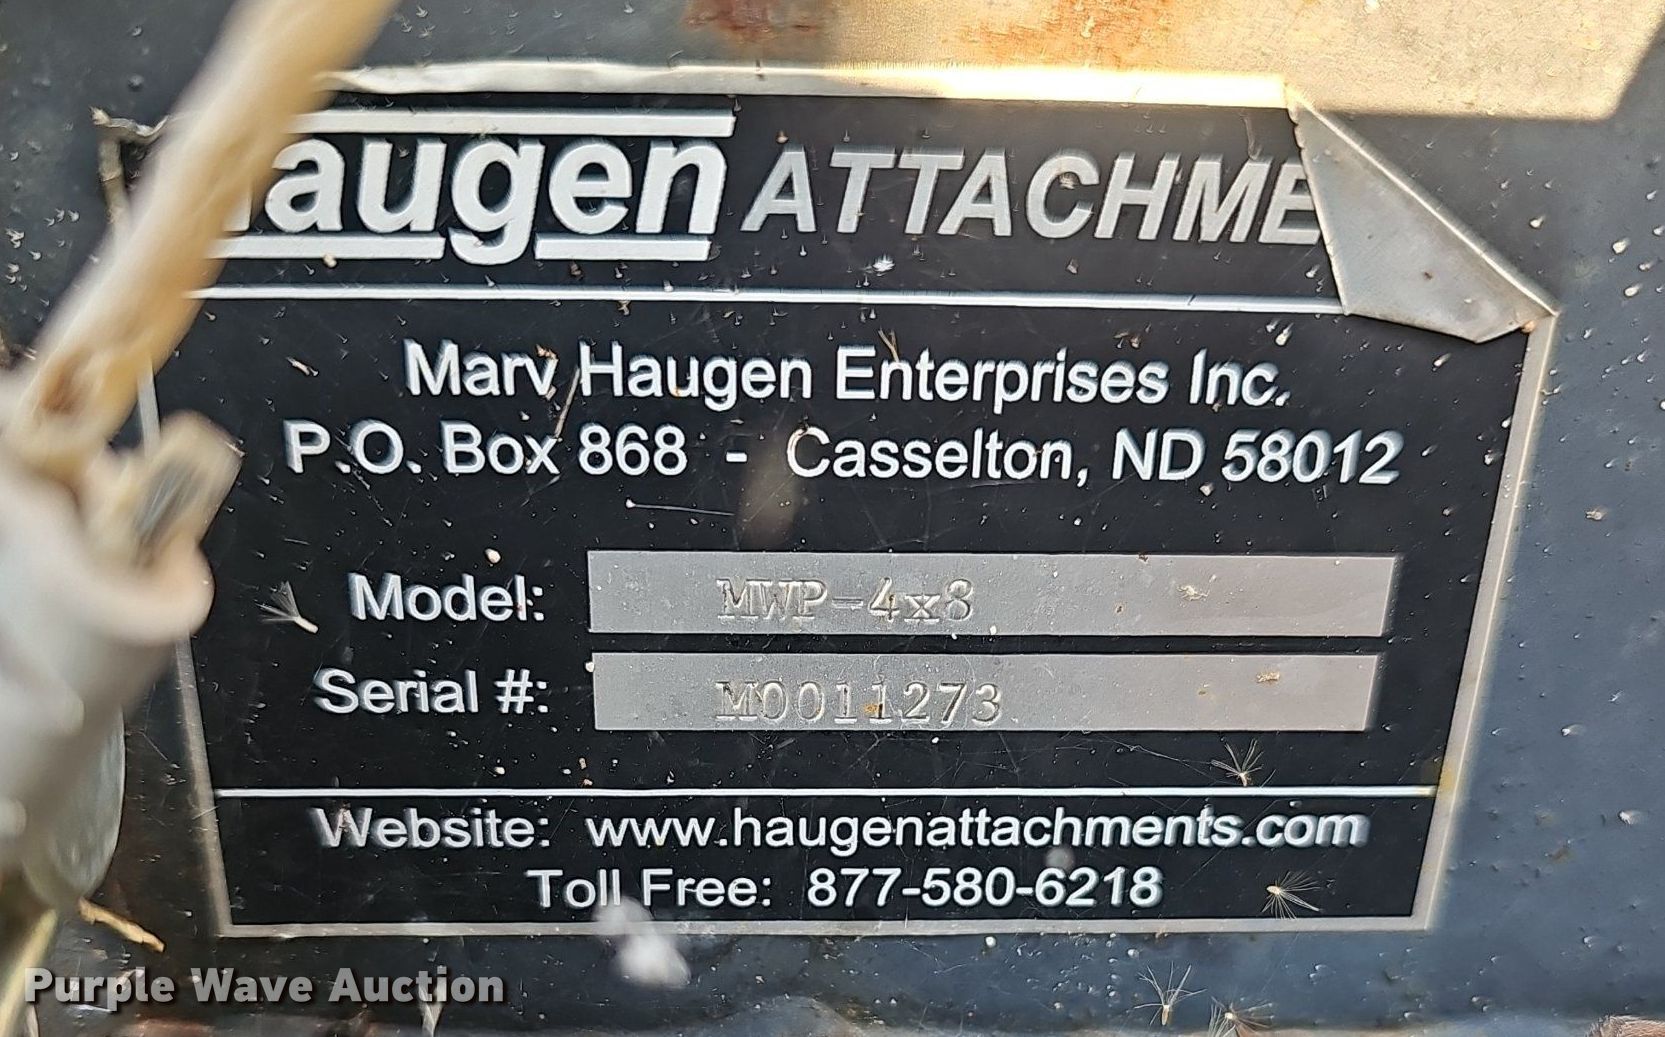 Haugen ATTACHME
Marv Haugen Enterprises Inc.
P.O. Box 868 - Casselton, ND 58012
Model: MWP-4x8
Serial #: M0011273
Website: www.haugenattachments.com
Toll Free: 877-580-6218
Purple Wave Auction